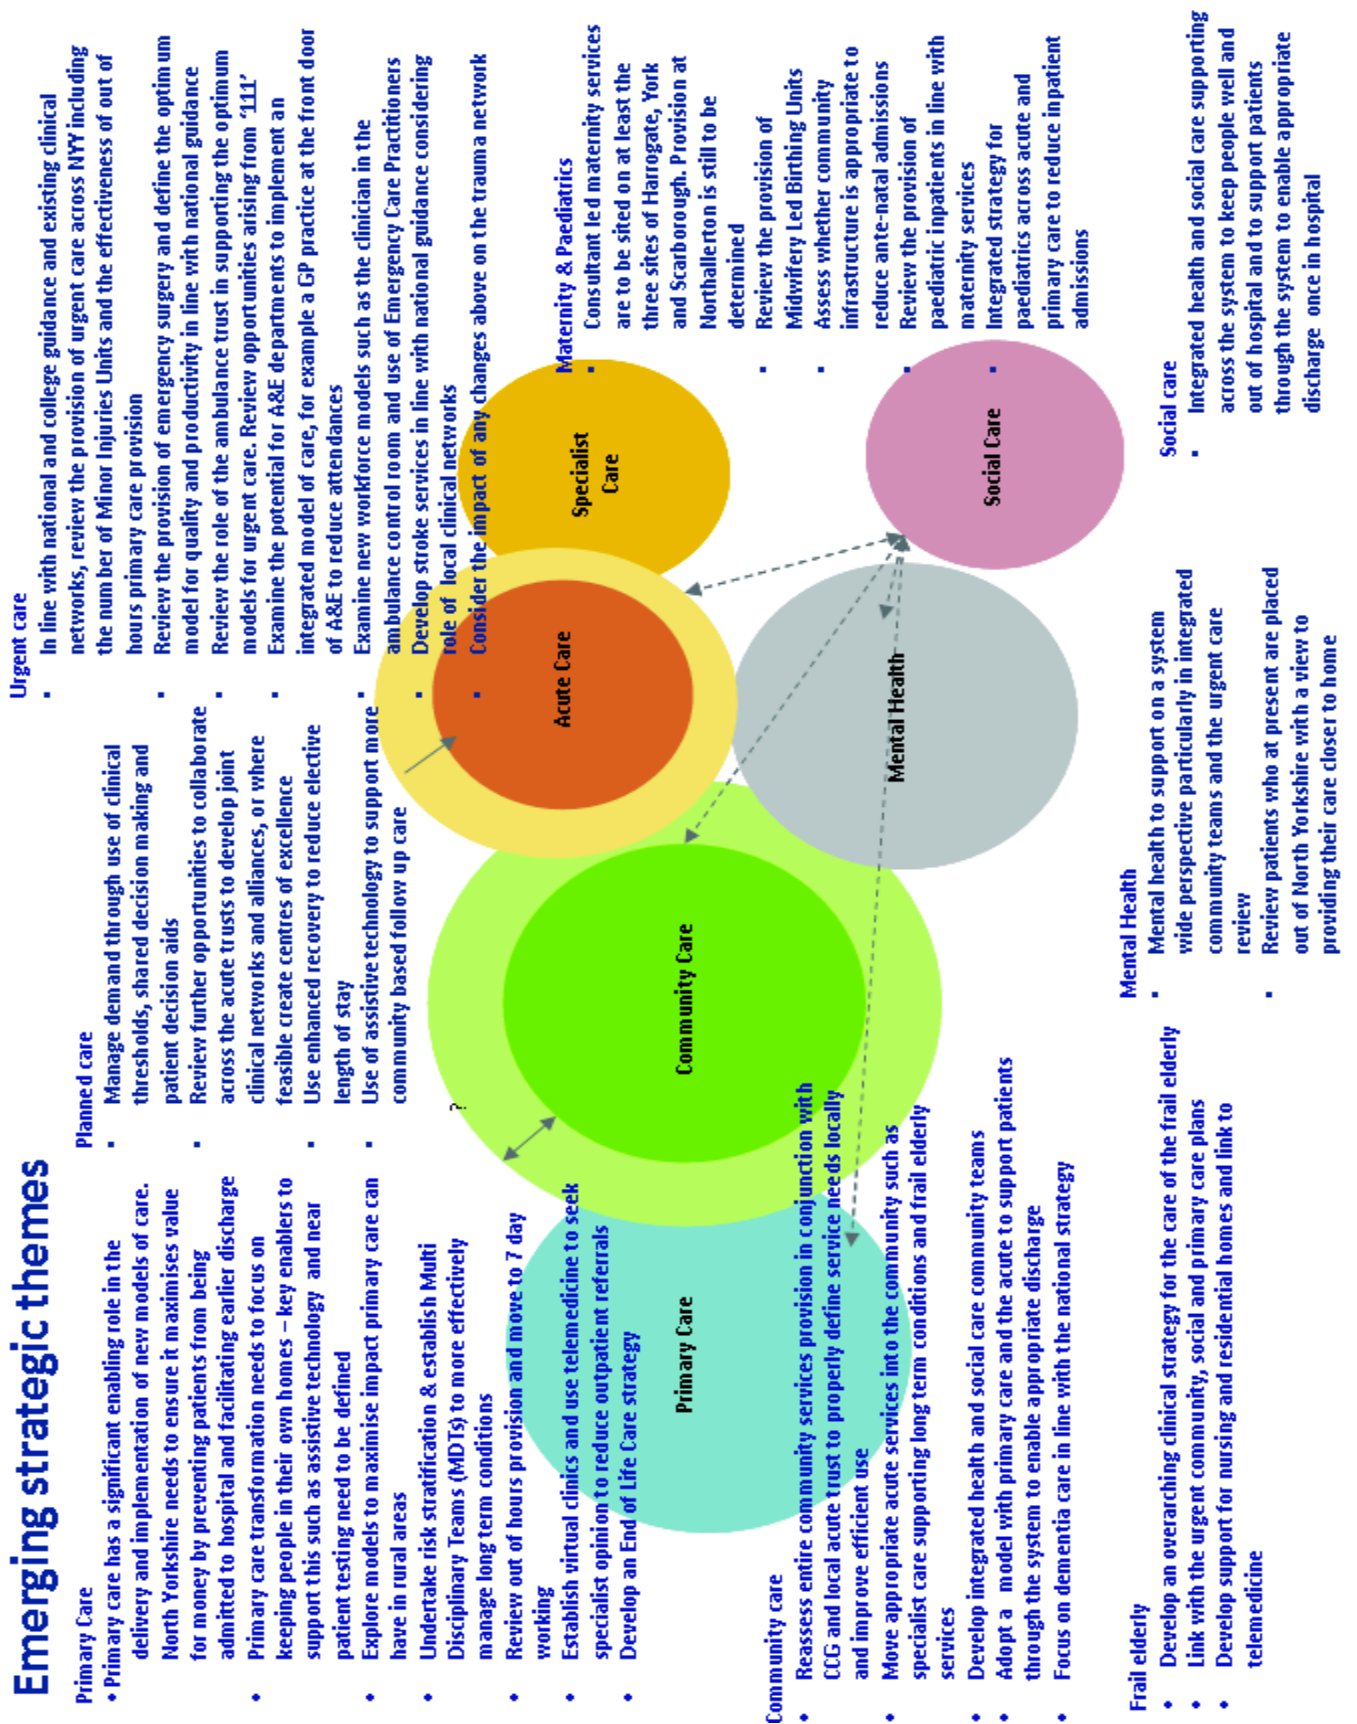 Emerging strategic themes
Primary Care
• Primary care has a significant enabling role in the
delivery and implementation of new models of care.
North Yorkshire needs to ensure it maximises value
for money by preventing patients from being
admitted to hospital and facilitating earlier discharge
• Primary care transformation needs to focus on
keeping people in their own homes – key enablers to
support this such as assistive technology and near
patient testing need to be defined
• Explore models to maximise impact primary care can
have in rural areas
• Undertake risk stratification & establish Multi
Disciplinary Teams (MDTs) to more effectively
manage long term conditions
• Review out of hours provision and move to 7 day
working
• Establish virtual clinics and use telemedicine to seek
specialist opinion to reduce outpatient referrals
• Develop an End of Life Care strategy
Planned care
• Manage demand through use of clinical
thresholds, shared decision making and
patient decision aids
• Review further opportunities to collaborate
across the acute trusts to develop joint
clinical networks and alliances, or where
feasible create centres of excellence
• Use enhanced recovery to reduce elective
length of stay
• Use of assistive technology to support more
community based follow up care
Urgent care
• In line with national and college guidance and existing clinical
networks, review the provision of urgent care across NYY including
the number of Minor Injuries Units and the effectiveness of out of
hours primary care provision
• Review the provision of emergency surgery and define the optimum
model for quality and productivity in line with national guidance
• Review the role of the ambulance trust in supporting the optimum
models for urgent care. Review opportunities arising from ‘111’
• Examine the potential for A&E departments to implement an
integrated model of care, for example a GP practice at the front door
of A&E to reduce attendances
• Examine new workforce models such as the clinician in the
ambulance control room and use of Emergency Care Practitioners
• Develop stroke services in line with national guidance considering
role of local clinical networks
• Consider the impact of any changes above on the trauma network
?
Primary Care
Community Care
Acute Care
Specialist
Care
Mental Health
Social Care
Maternity & Paediatrics
• Consultant led maternity services
are to be sited on at least the
three sites of Harrogate, York
and Scarborough. Provision at
Northallerton is still to be
determined
• Review the provision of
Midwifery Led Birthing Units
• Assess whether community
infrastructure is appropriate to
reduce ante-natal admissions
• Review the provision of
paediatric inpatients in line with
maternity services
• Integrated strategy for
paediatrics across acute and
primary care to reduce inpatient
admissions
Community care
• Reassess entire community services provision in conjunction with
CCG and local acute trust to properly define service needs locally
and improve efficient use
• Move appropriate acute services into the community such as
specialist care supporting long term conditions and frail elderly
services
• Develop integrated health and social care community teams
• Adopt a model with primary care and the acute to support patients
through the system to enable appropriate discharge
• Focus on dementia care in line with the national strategy
Frail elderly
• Develop an overarching clinical strategy for the care of the frail elderly
• Link with the urgent community, social and primary care plans
• Develop support for nursing and residential homes and link to
telemedicine
Mental Health
• Mental health to support on a system
wide perspective particularly in integrated
community teams and the urgent care
review
• Review patients who at present are placed
out of North Yorkshire with a view to
providing their care closer to home
Social care
• Integrated health and social care supporting
across the system to keep people well and
out of hospital and to support patients
through the system to enable appropriate
discharge once in hospital